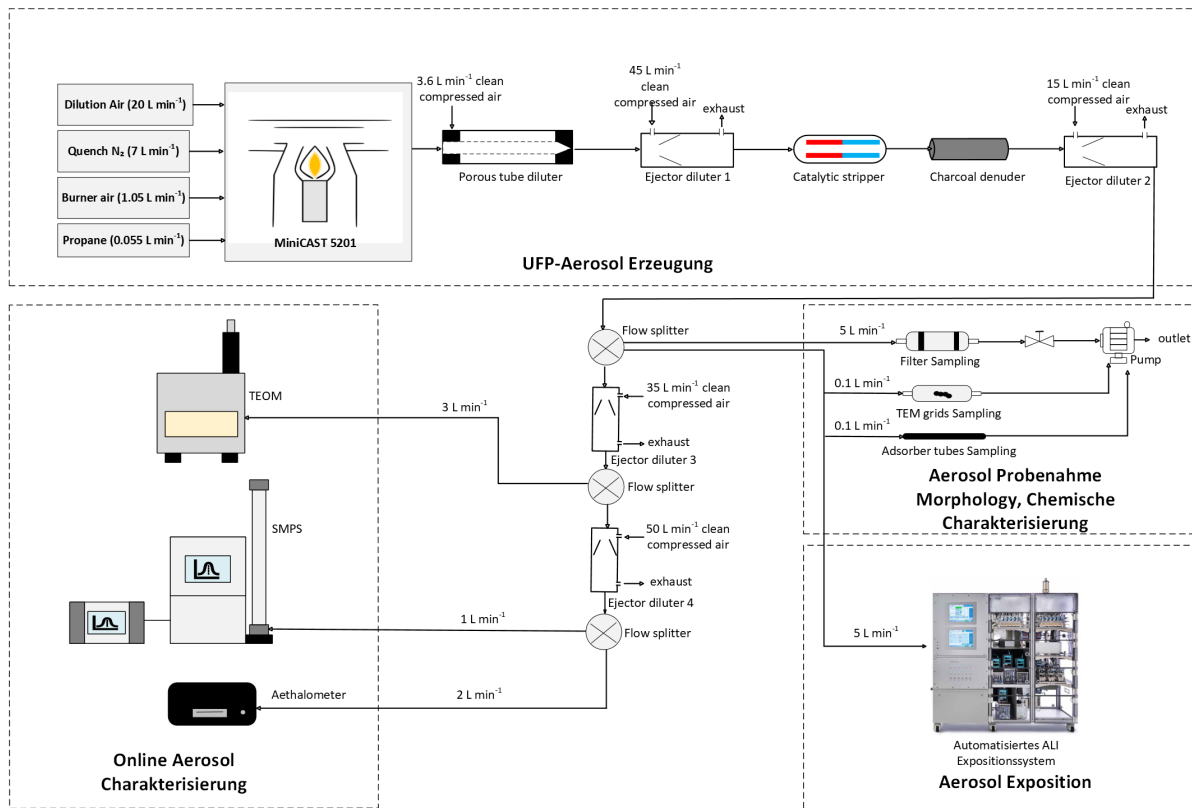 Dilution Air (20 L min⁻¹)
Quench N₂ (7 L min⁻¹)
Burner air (1.05 L min⁻¹)
Propane (0.055 L min⁻¹)
MiniCAST 5201
3.6 L min⁻¹ clean
compressed air
Porous tube diluter
45 L min⁻¹
clean
compressed air
exhaust
Ejector diluter 1
Catalytic stripper
Charcoal denuder
15 L min⁻¹ clean
compressed air
exhaust
Ejector diluter 2
UFP-Aerosol Erzeugung
Flow splitter
35 L min⁻¹ clean
compressed air
exhaust
Ejector diluter 3
Flow splitter
50 L min⁻¹ clean
compressed air
exhaust
Ejector diluter 4
Flow splitter
TEOM
3 L min⁻¹
SMPS
1 L min⁻¹
Aethalometer
2 L min⁻¹
Online Aerosol
Charakterisierung
5 L min⁻¹
Filter Sampling
outlet
Pump
0.1 L min⁻¹
TEM grids Sampling
0.1 L min⁻¹
Adsorber tubes Sampling
Aerosol Probenahme
Morphology, Chemische
Charakterisierung
5 L min⁻¹
Automatisiertes ALI
Expositionssystem
Aerosol Exposition